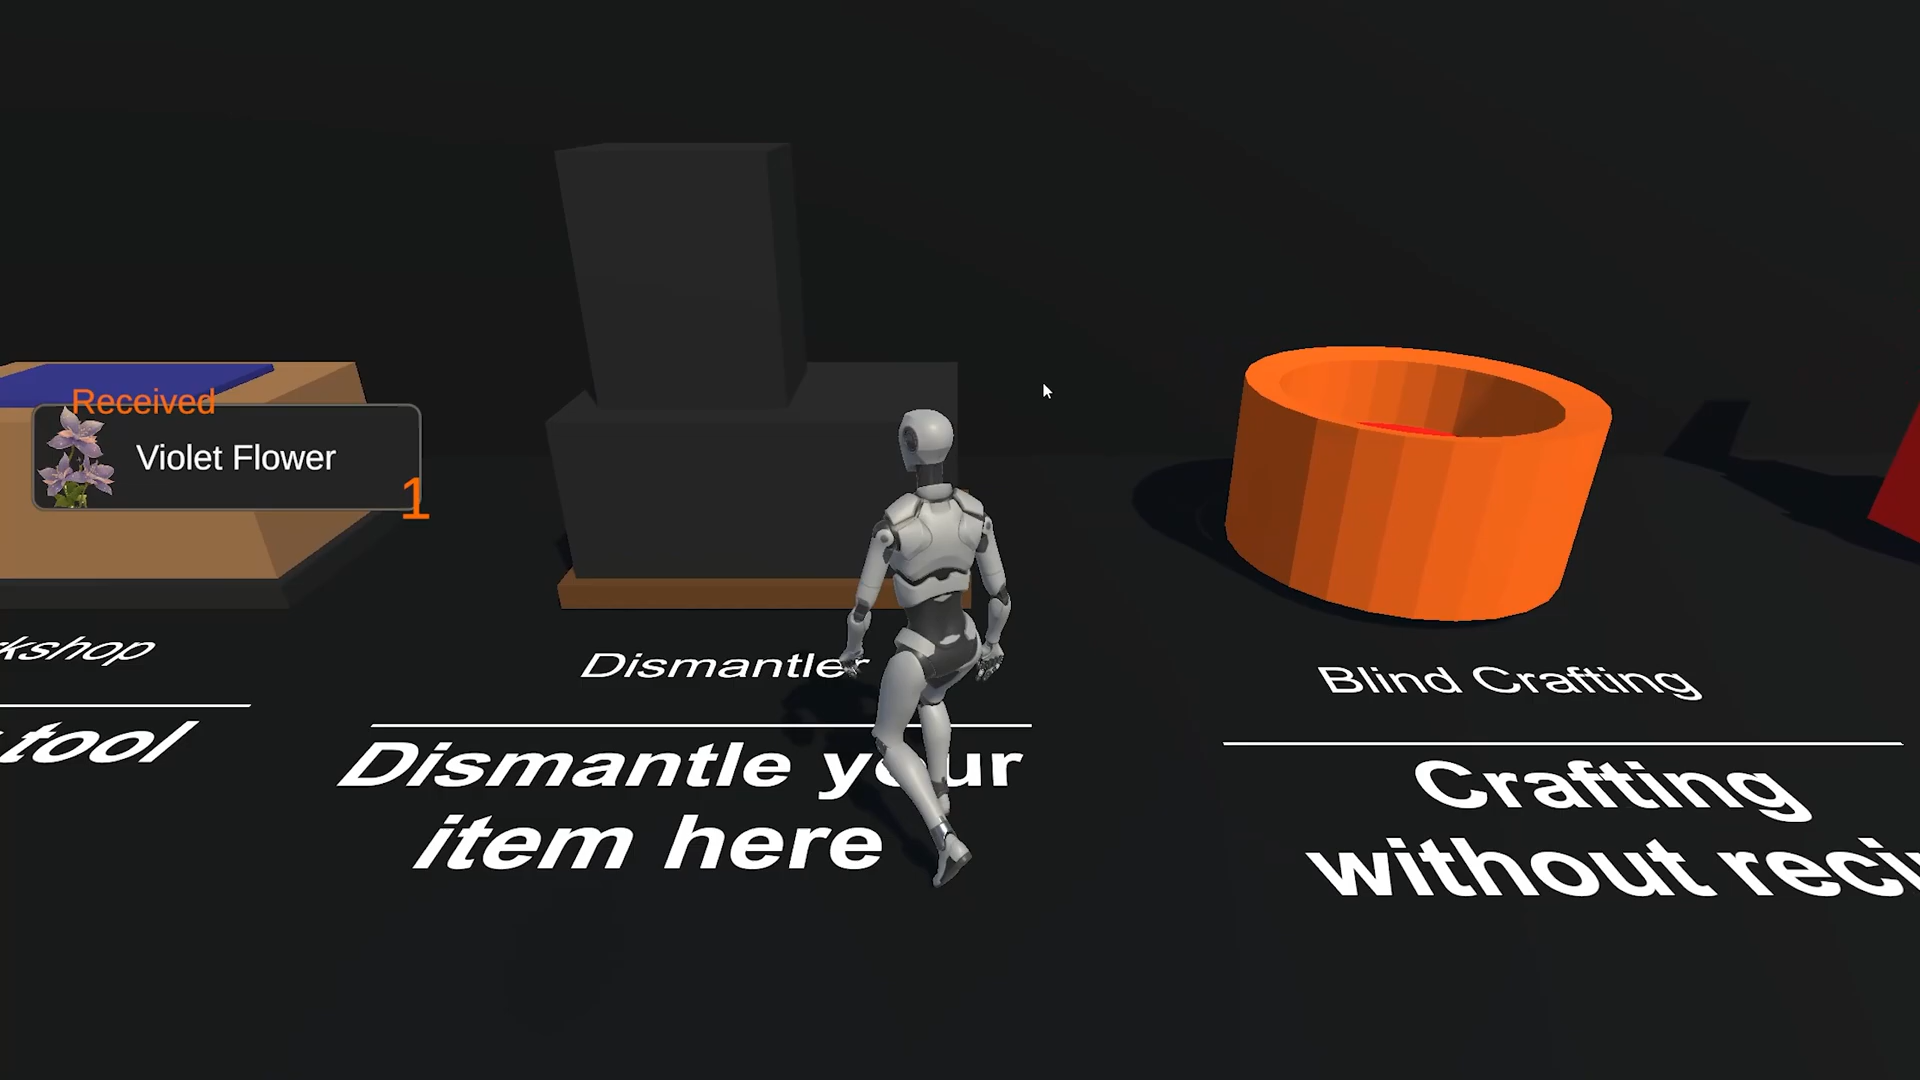 Received
Violet Flower
1
kshop
tool
Dismantler
Dismantle your
item here
Blind Crafting
Crafting
without reci